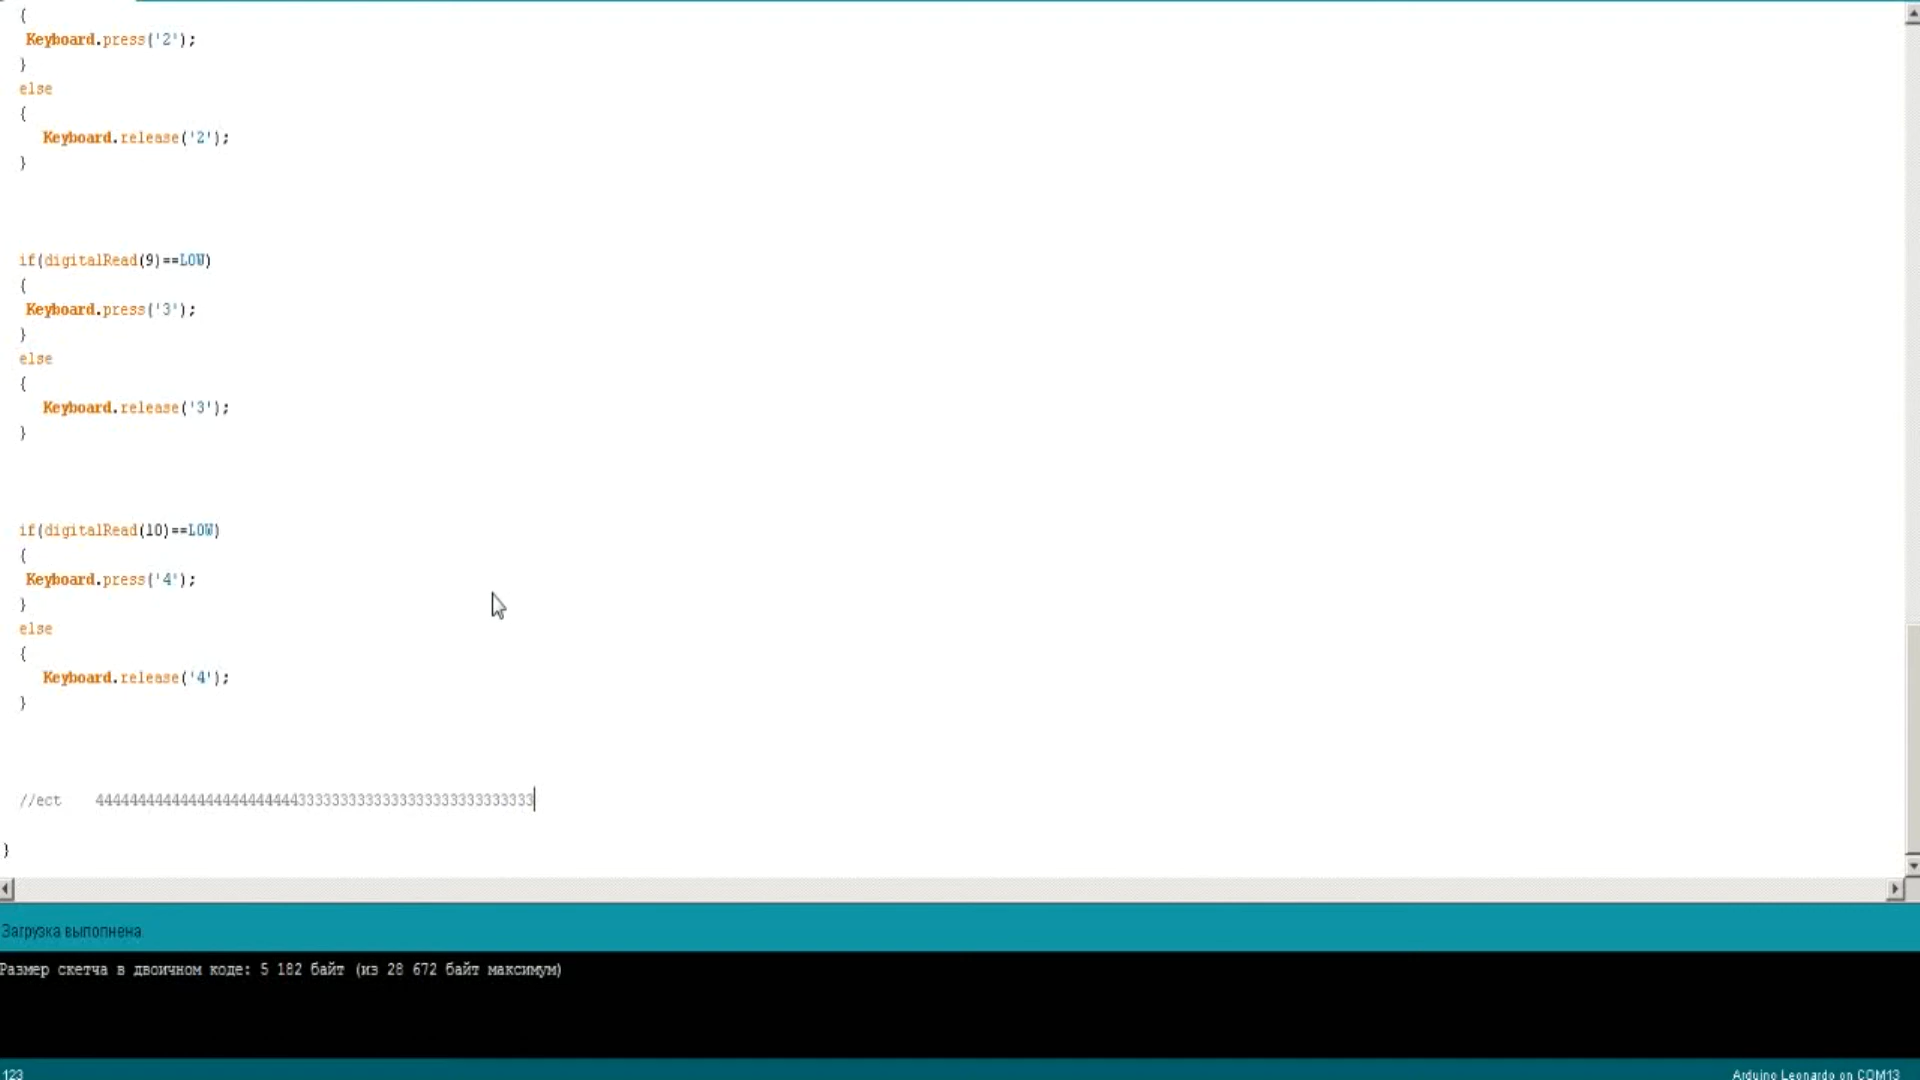 {
Keyboard.press('2');
}
else
{
Keyboard.release('2');
}
if(digitalRead(9)==LOW)
{
Keyboard.press('3');
}
else
{
Keyboard.release('3');
}
if(digitalRead(10)==LOW)
{
Keyboard.press('4');
}
else
{
Keyboard.release('4');
}
//ect    4444444444444444444444443333333333333333333333333333
}
Загрузка выполнена.
Размер скетча в двоичном коде: 5 182 байт (из 28 672 байт максимум)
123
Arduino Leonardo on COM13